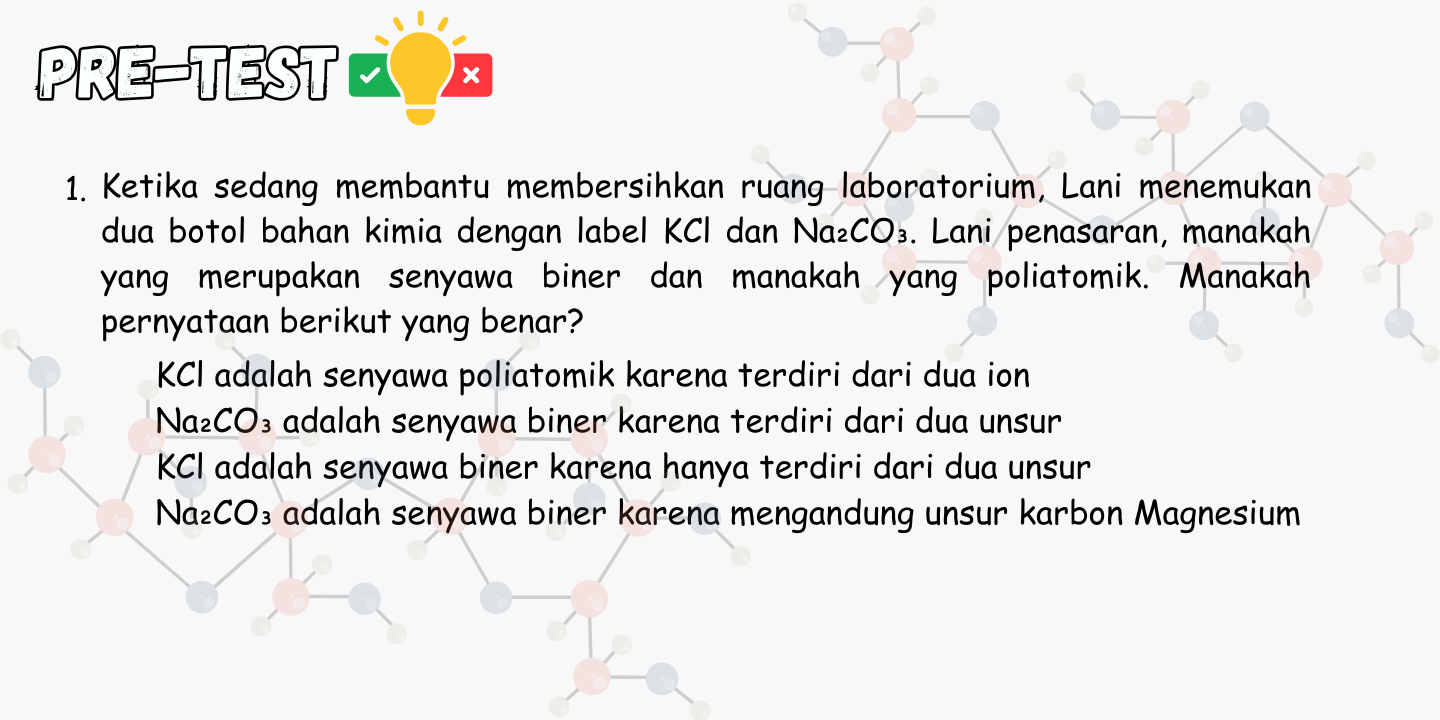 PRE-TEST
1. Ketika sedang membantu membersihkan ruang laboratorium, Lani menemukan
dua botol bahan kimia dengan label KCl dan Na₂CO₃. Lani penasaran, manakah
yang merupakan senyawa biner dan manakah yang poliatomik. Manakah
pernyataan berikut yang benar?
KCl adalah senyawa poliatomik karena terdiri dari dua ion
Na₂CO₃ adalah senyawa biner karena terdiri dari dua unsur
KCl adalah senyawa biner karena hanya terdiri dari dua unsur
Na₂CO₃ adalah senyawa biner karena mengandung unsur karbon Magnesium